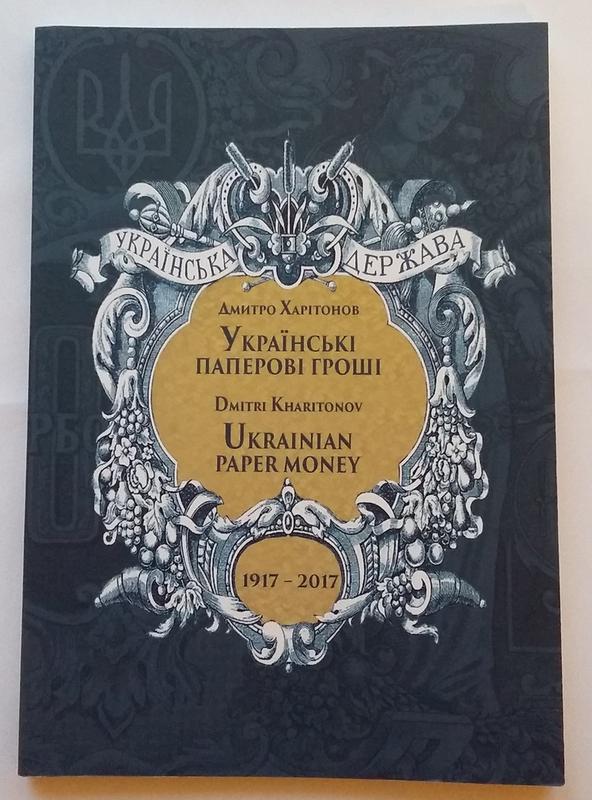 УКРАЇНСЬКА ДЕРЖАВА
Дмитро Харітонов
Українські
паперові гроші
Dmitri Kharitonov
Ukrainian
paper money
1917 – 2017